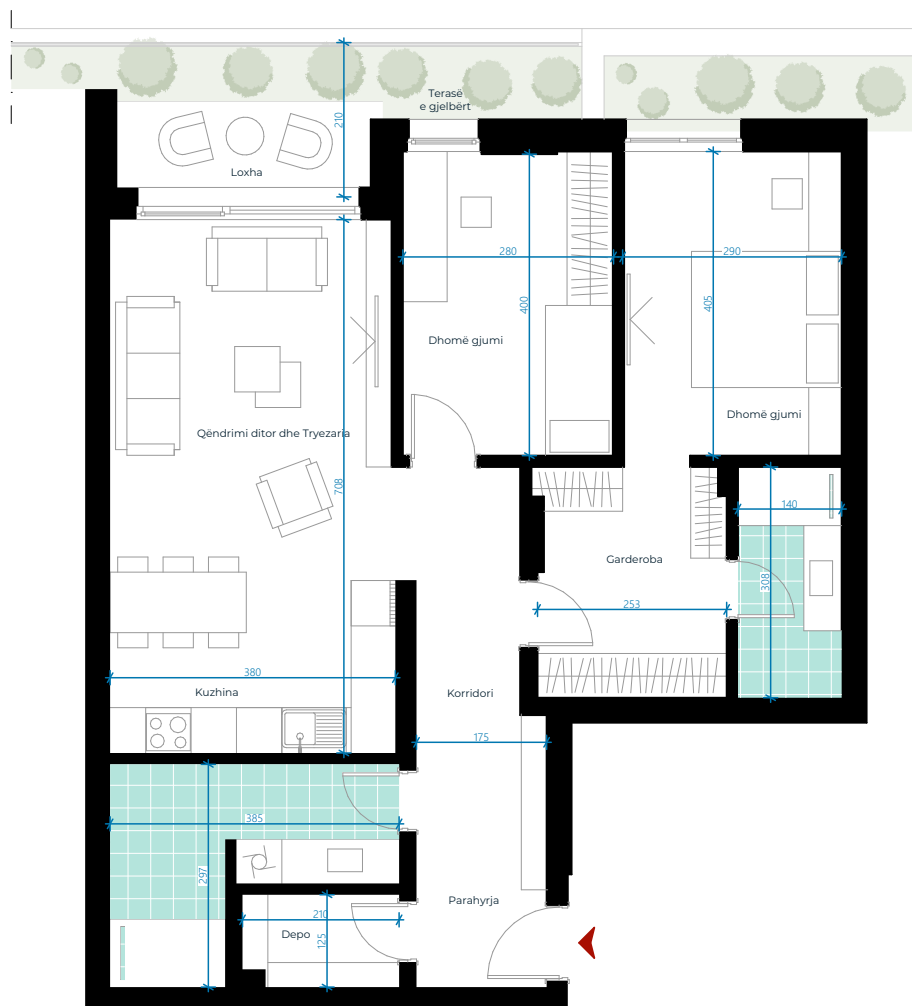 Terasë
e gjelbërt
210
Loxha
280
290
400
405
Dhomë gjumi
Dhomë gjumi
Qëndrimi ditor dhe Tryezaria
708
140
Garderoba
308
253
380
Kuzhina
Korridori
175
385
297
Parahyrja
210
Depo
125